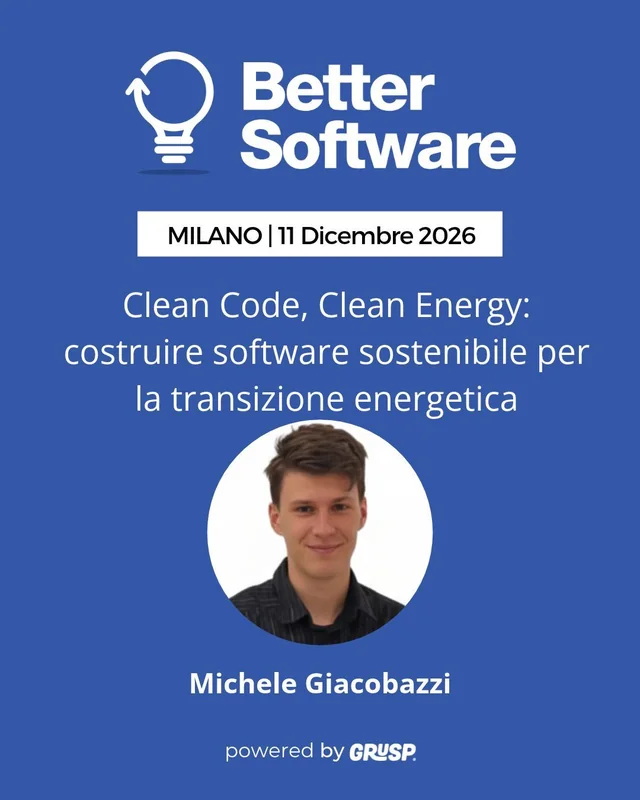 Better
Software
MILANO | 11 Dicembre 2026
Clean Code, Clean Energy:
costruire software sostenibile per
la transizione energetica
Michele Giacobazzi
powered by GRUSP